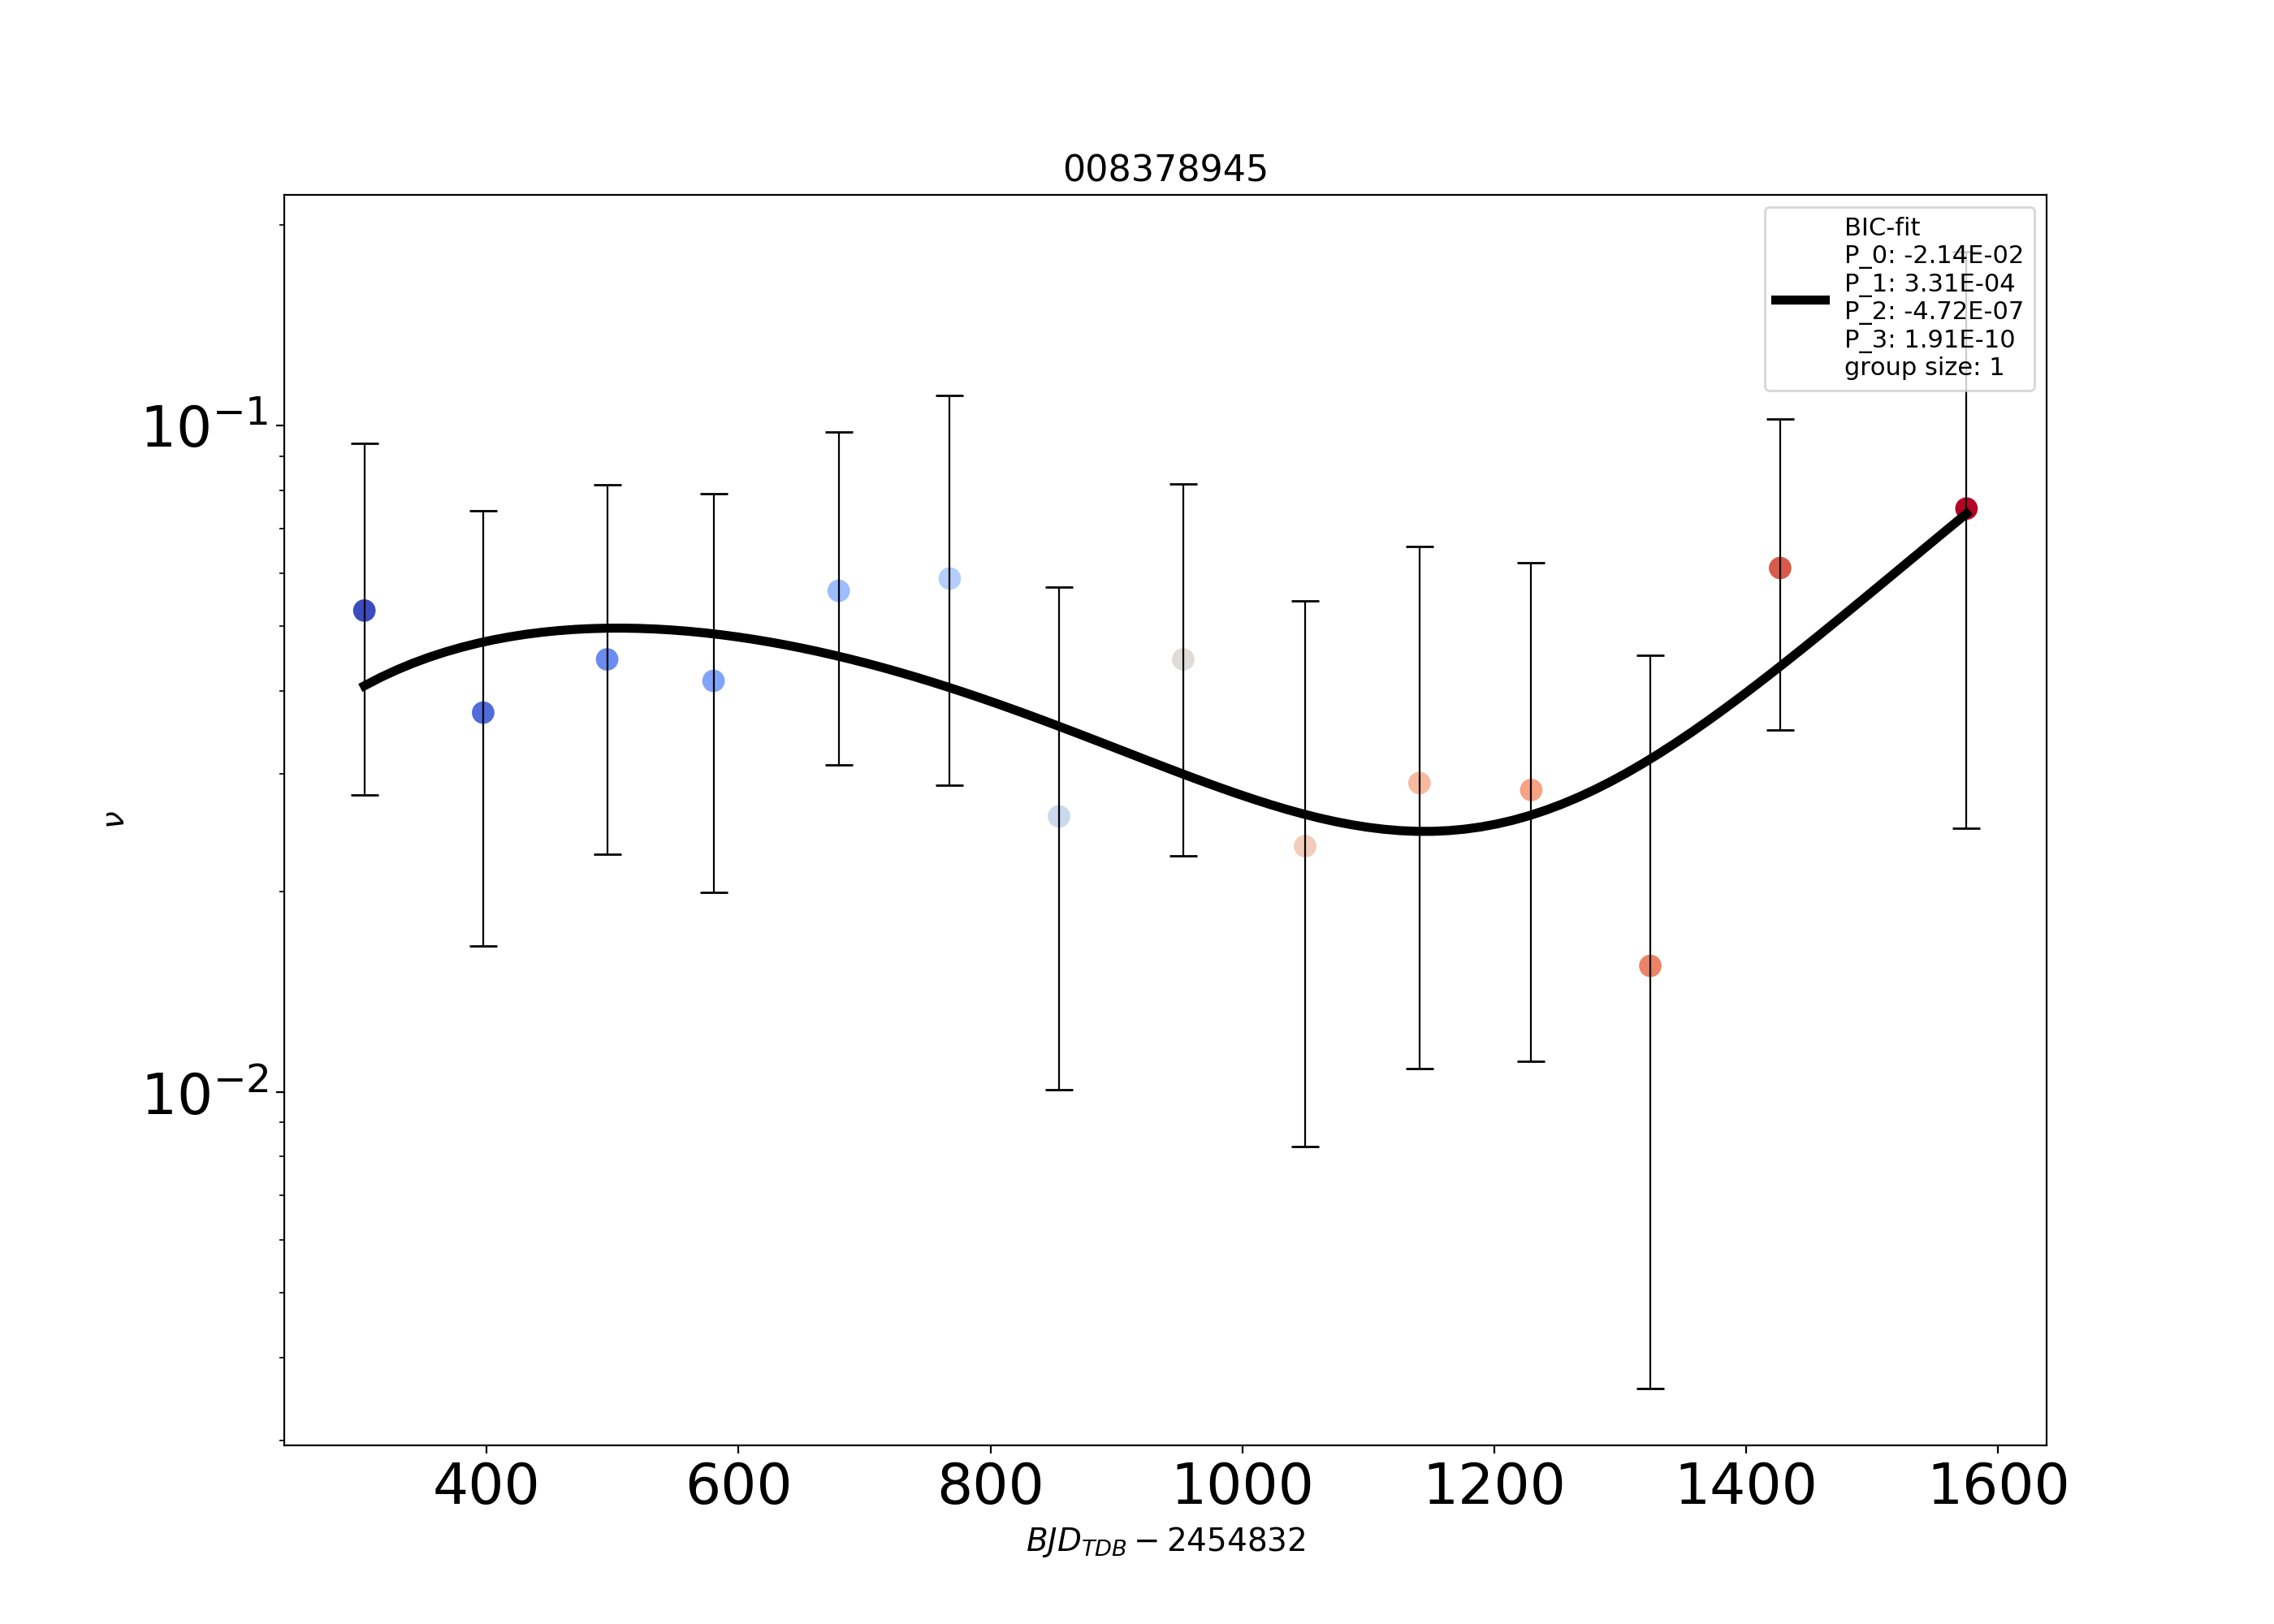 008378945
BIC-fit
P_0: -2.14E-02
P_1: 3.31E-04
P_2: -4.72E-07
P_3: 1.91E-10
group size: 1
10⁻¹
ν
10⁻²
400 600 800 1000 1200 1400 1600
BJD_TDB − 2454832